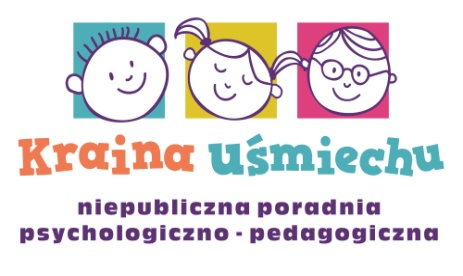 Kraina uśmiechu
niepubliczna poradnia
psychologiczno - pedagogiczna